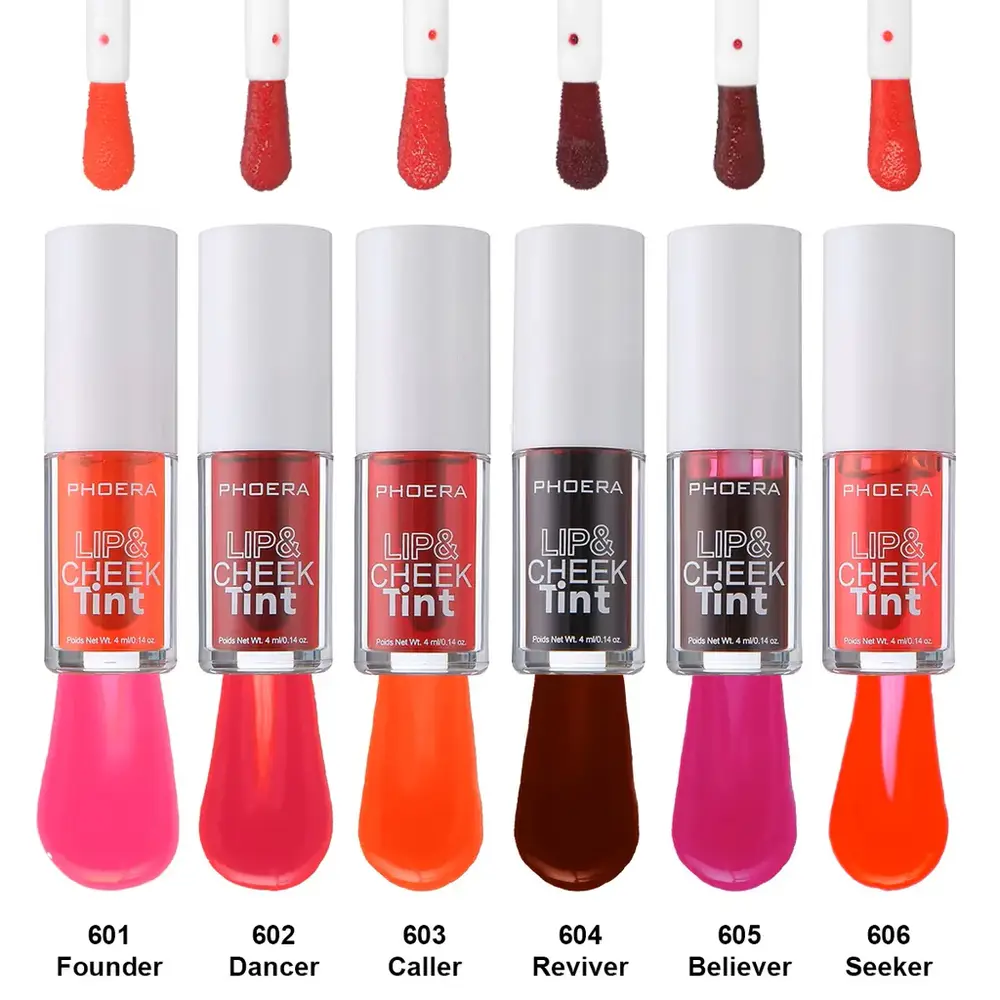 PHOERA
LIP&
CHEEK
Tint
Poids Net Wt. 4 ml/0.14 oz.
PHOERA
LIP&
CHEEK
Tint
Poids Net Wt. 4 ml/0.14 oz.
PHOERA
LIP&
CHEEK
Tint
Poids Net Wt. 4 ml/0.14 oz.
PHOERA
LIP&
CHEEK
Tint
Poids Net Wt. 4 ml/0.14 oz.
PHOERA
LIP&
CHEEK
Tint
Poids Net Wt. 4 ml/0.14 oz.
PHOERA
LIP&
CHEEK
Tint
Poids Net Wt. 4 ml/0.14 oz.
601
Founder
602
Dancer
603
Caller
604
Reviver
605
Believer
606
Seeker